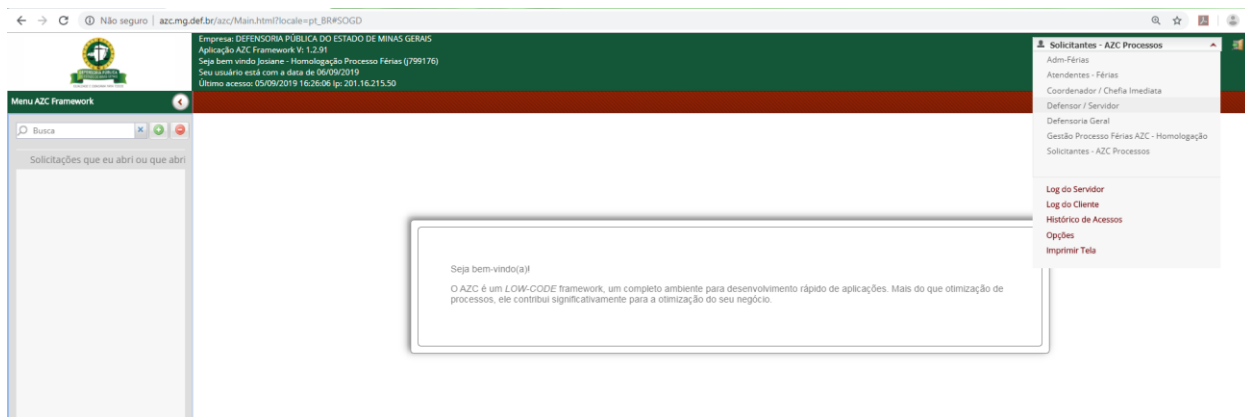 Não seguro | azc.mg.def.br/azc/Main.html?locale=pt_BR#SOGD
Empresa: DEFENSORIA PÚBLICA DO ESTADO DE MINAS GERAIS
Aplicação AZC Framework V: 1.2.91
Seja bem vindo Josiane - Homologação Processo Férias (j799176)
Seu usuário está com a data de 06/09/2019
Último acesso: 05/09/2019 16:26:06 Ip: 201.16.215.50
Menu AZC Framework
Busca
Solicitações que eu abri ou que abri
Solicitantes - AZC Processos
Adm-Férias
Atendentes - Férias
Coordenador / Chefia Imediata
Defensor / Servidor
Defensoria Geral
Gestão Processo Férias AZC - Homologação
Solicitantes - AZC Processos
Log do Servidor
Log do Cliente
Histórico de Acessos
Opções
Imprimir Tela
Seja bem-vindo(a)!
O AZC é um LOW-CODE framework, um completo ambiente para desenvolvimento rápido de aplicações. Mais do que otimização de
processos, ele contribui significativamente para a otimização do seu negócio.